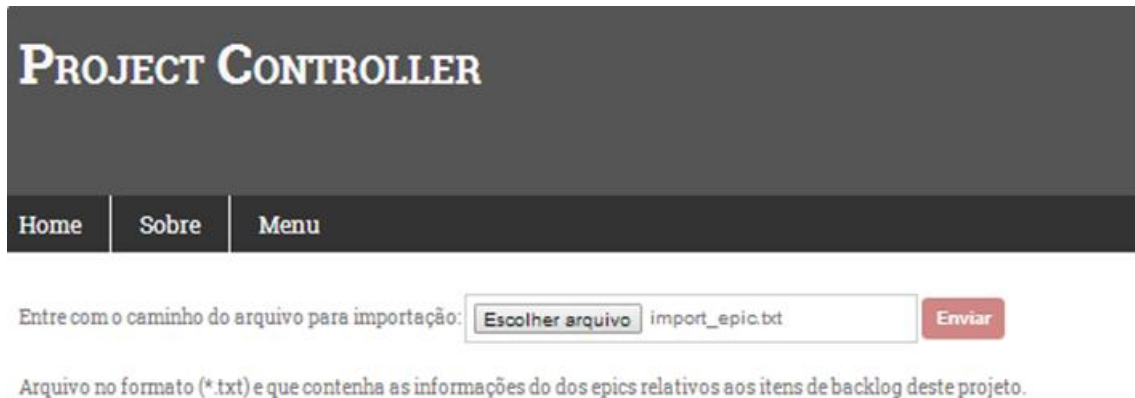 PROJECT CONTROLLER
Home Sobre Menu
Entre com o caminho do arquivo para importação: Escolher arquivo import_epic.txt Enviar
Arquivo no formato (*.txt) e que contenha as informações do dos epics relativos aos itens de backlog deste projeto.